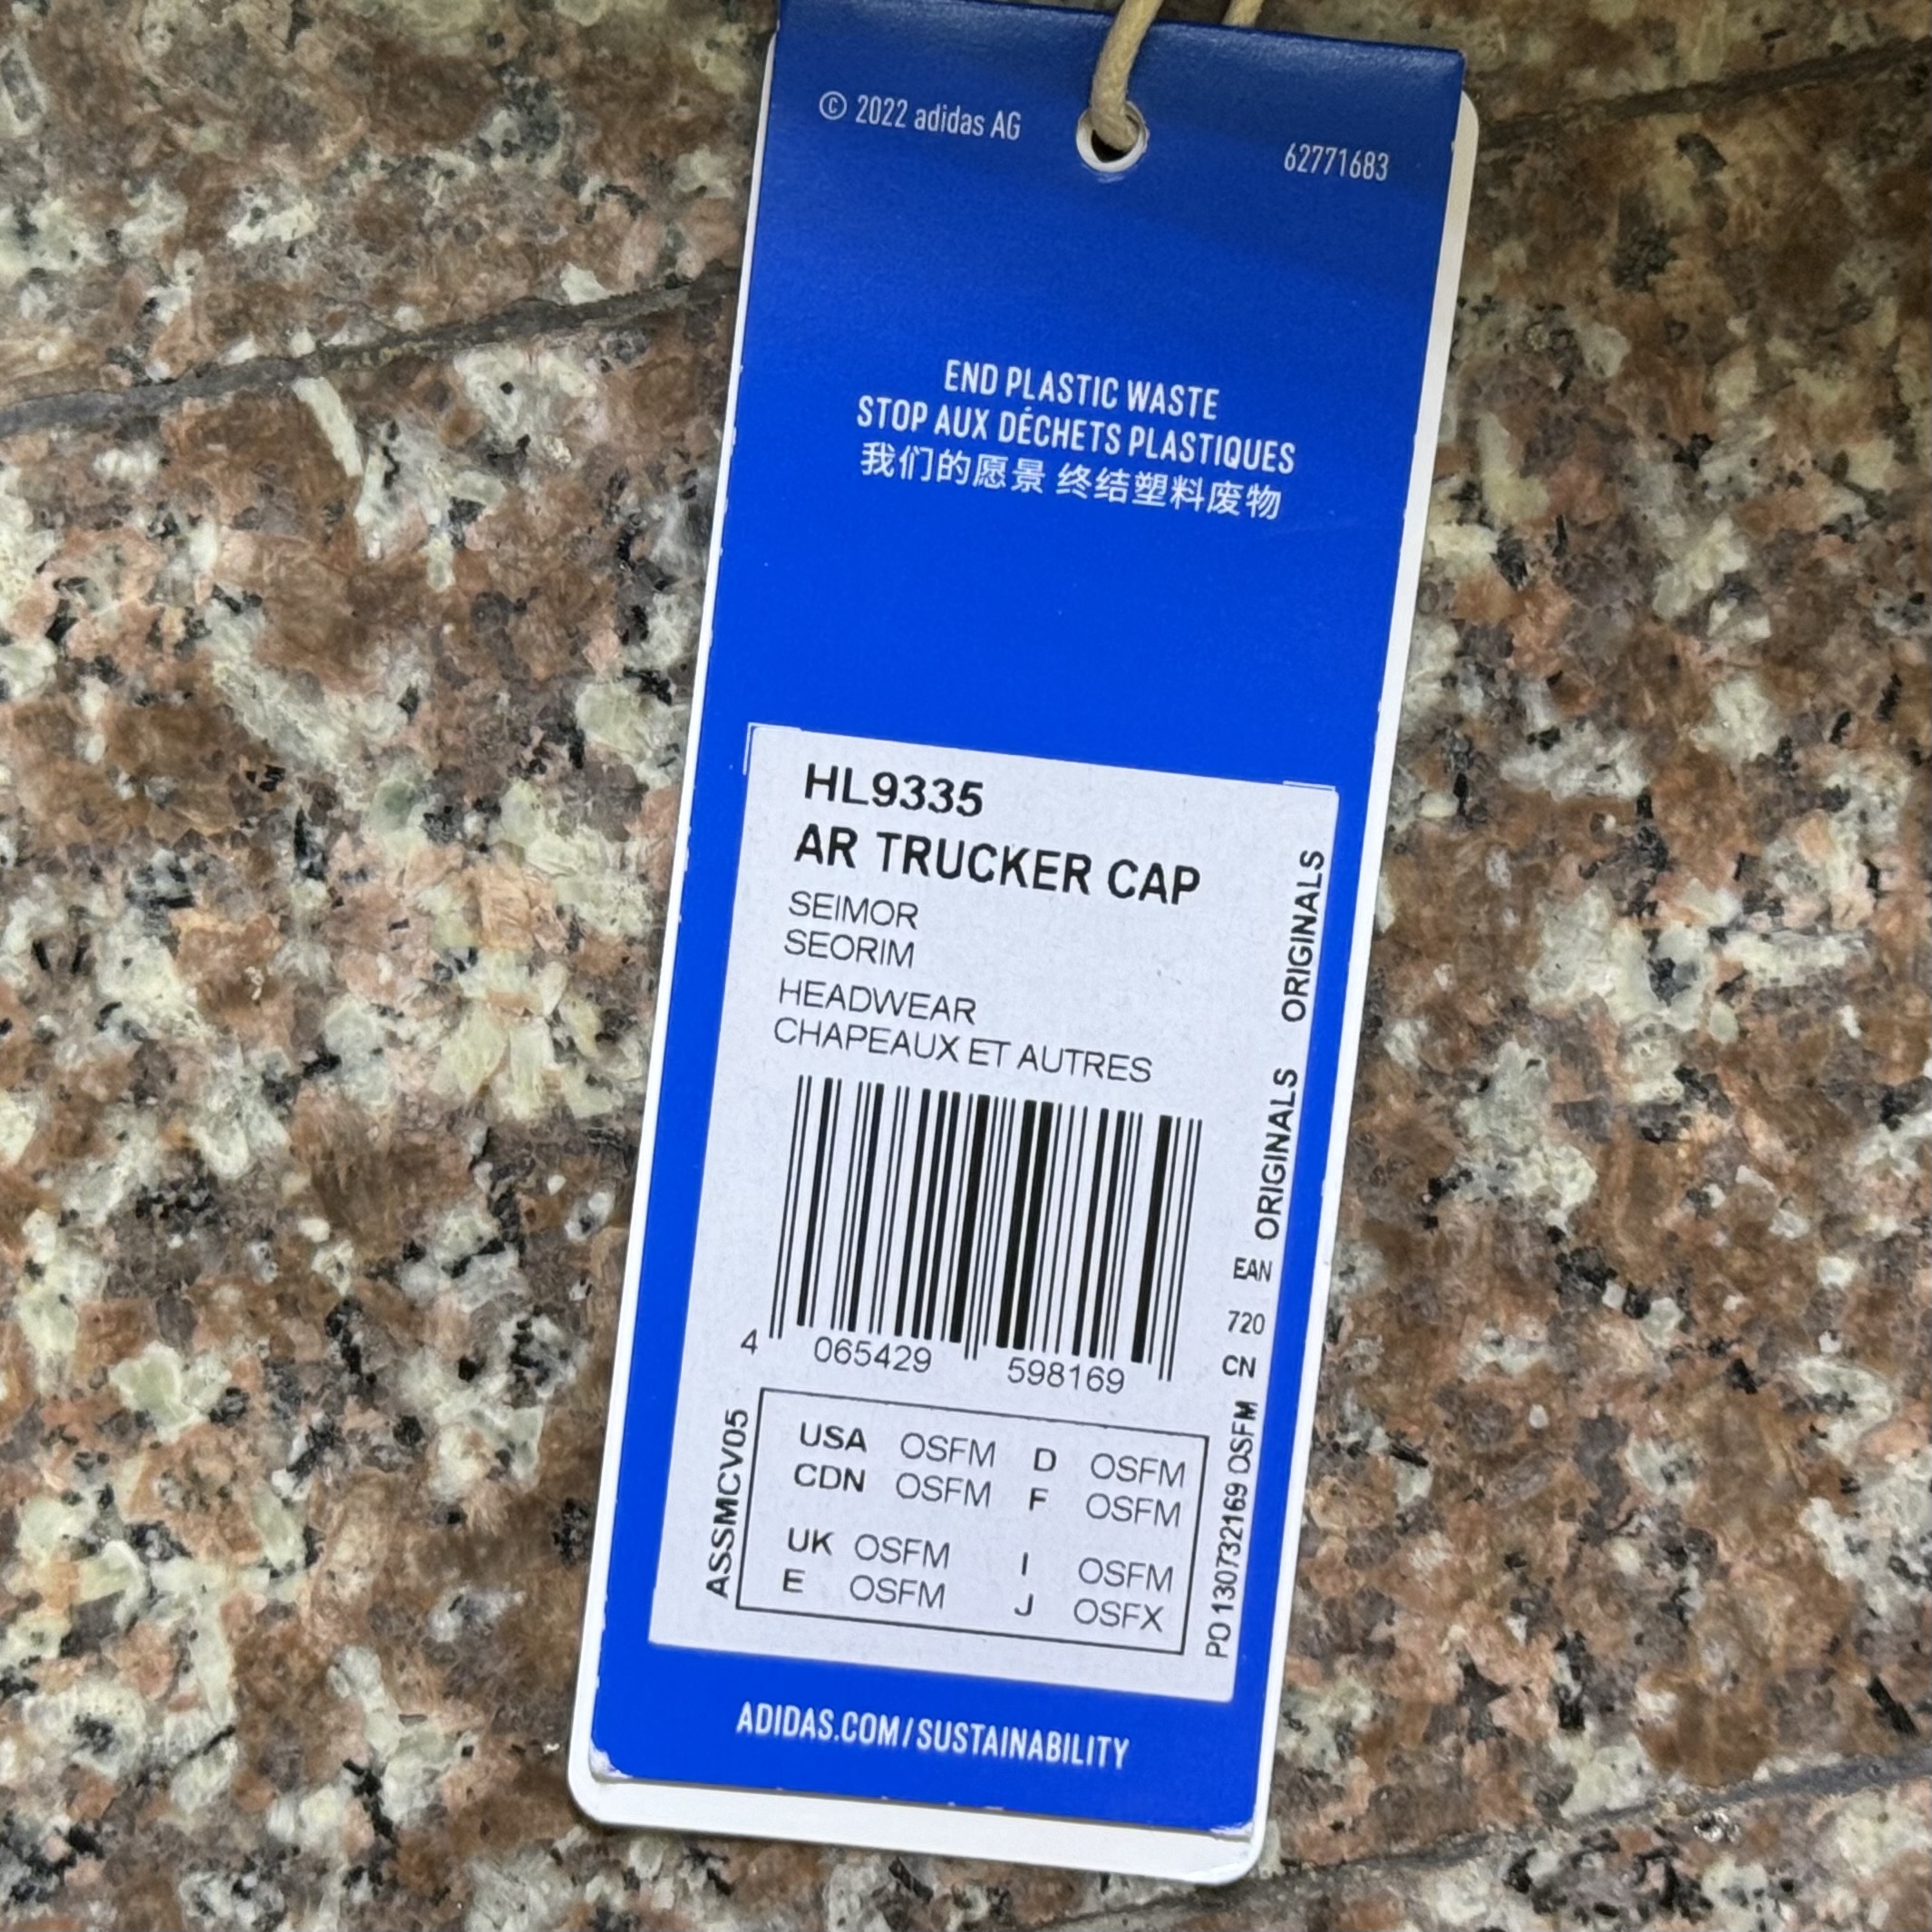 © 2022 adidas AG
62771683
END PLASTIC WASTE
STOP AUX DÉCHETS PLASTIQUES
我们的愿景 终结塑料废物
HL9335
AR TRUCKER CAP
SEIMOR
SEORIM
HEADWEAR
CHAPEAUX ET AUTRES
ORIGINALS ORIGINALS
EAN
720
CN
4 065429 598169
ASSMCV05
USA OSFM D OSFM
CDN OSFM F OSFM
UK OSFM I OSFM
E OSFM J OSFX
PO 1307732169 OSFM
ADIDAS.COM/SUSTAINABILITY